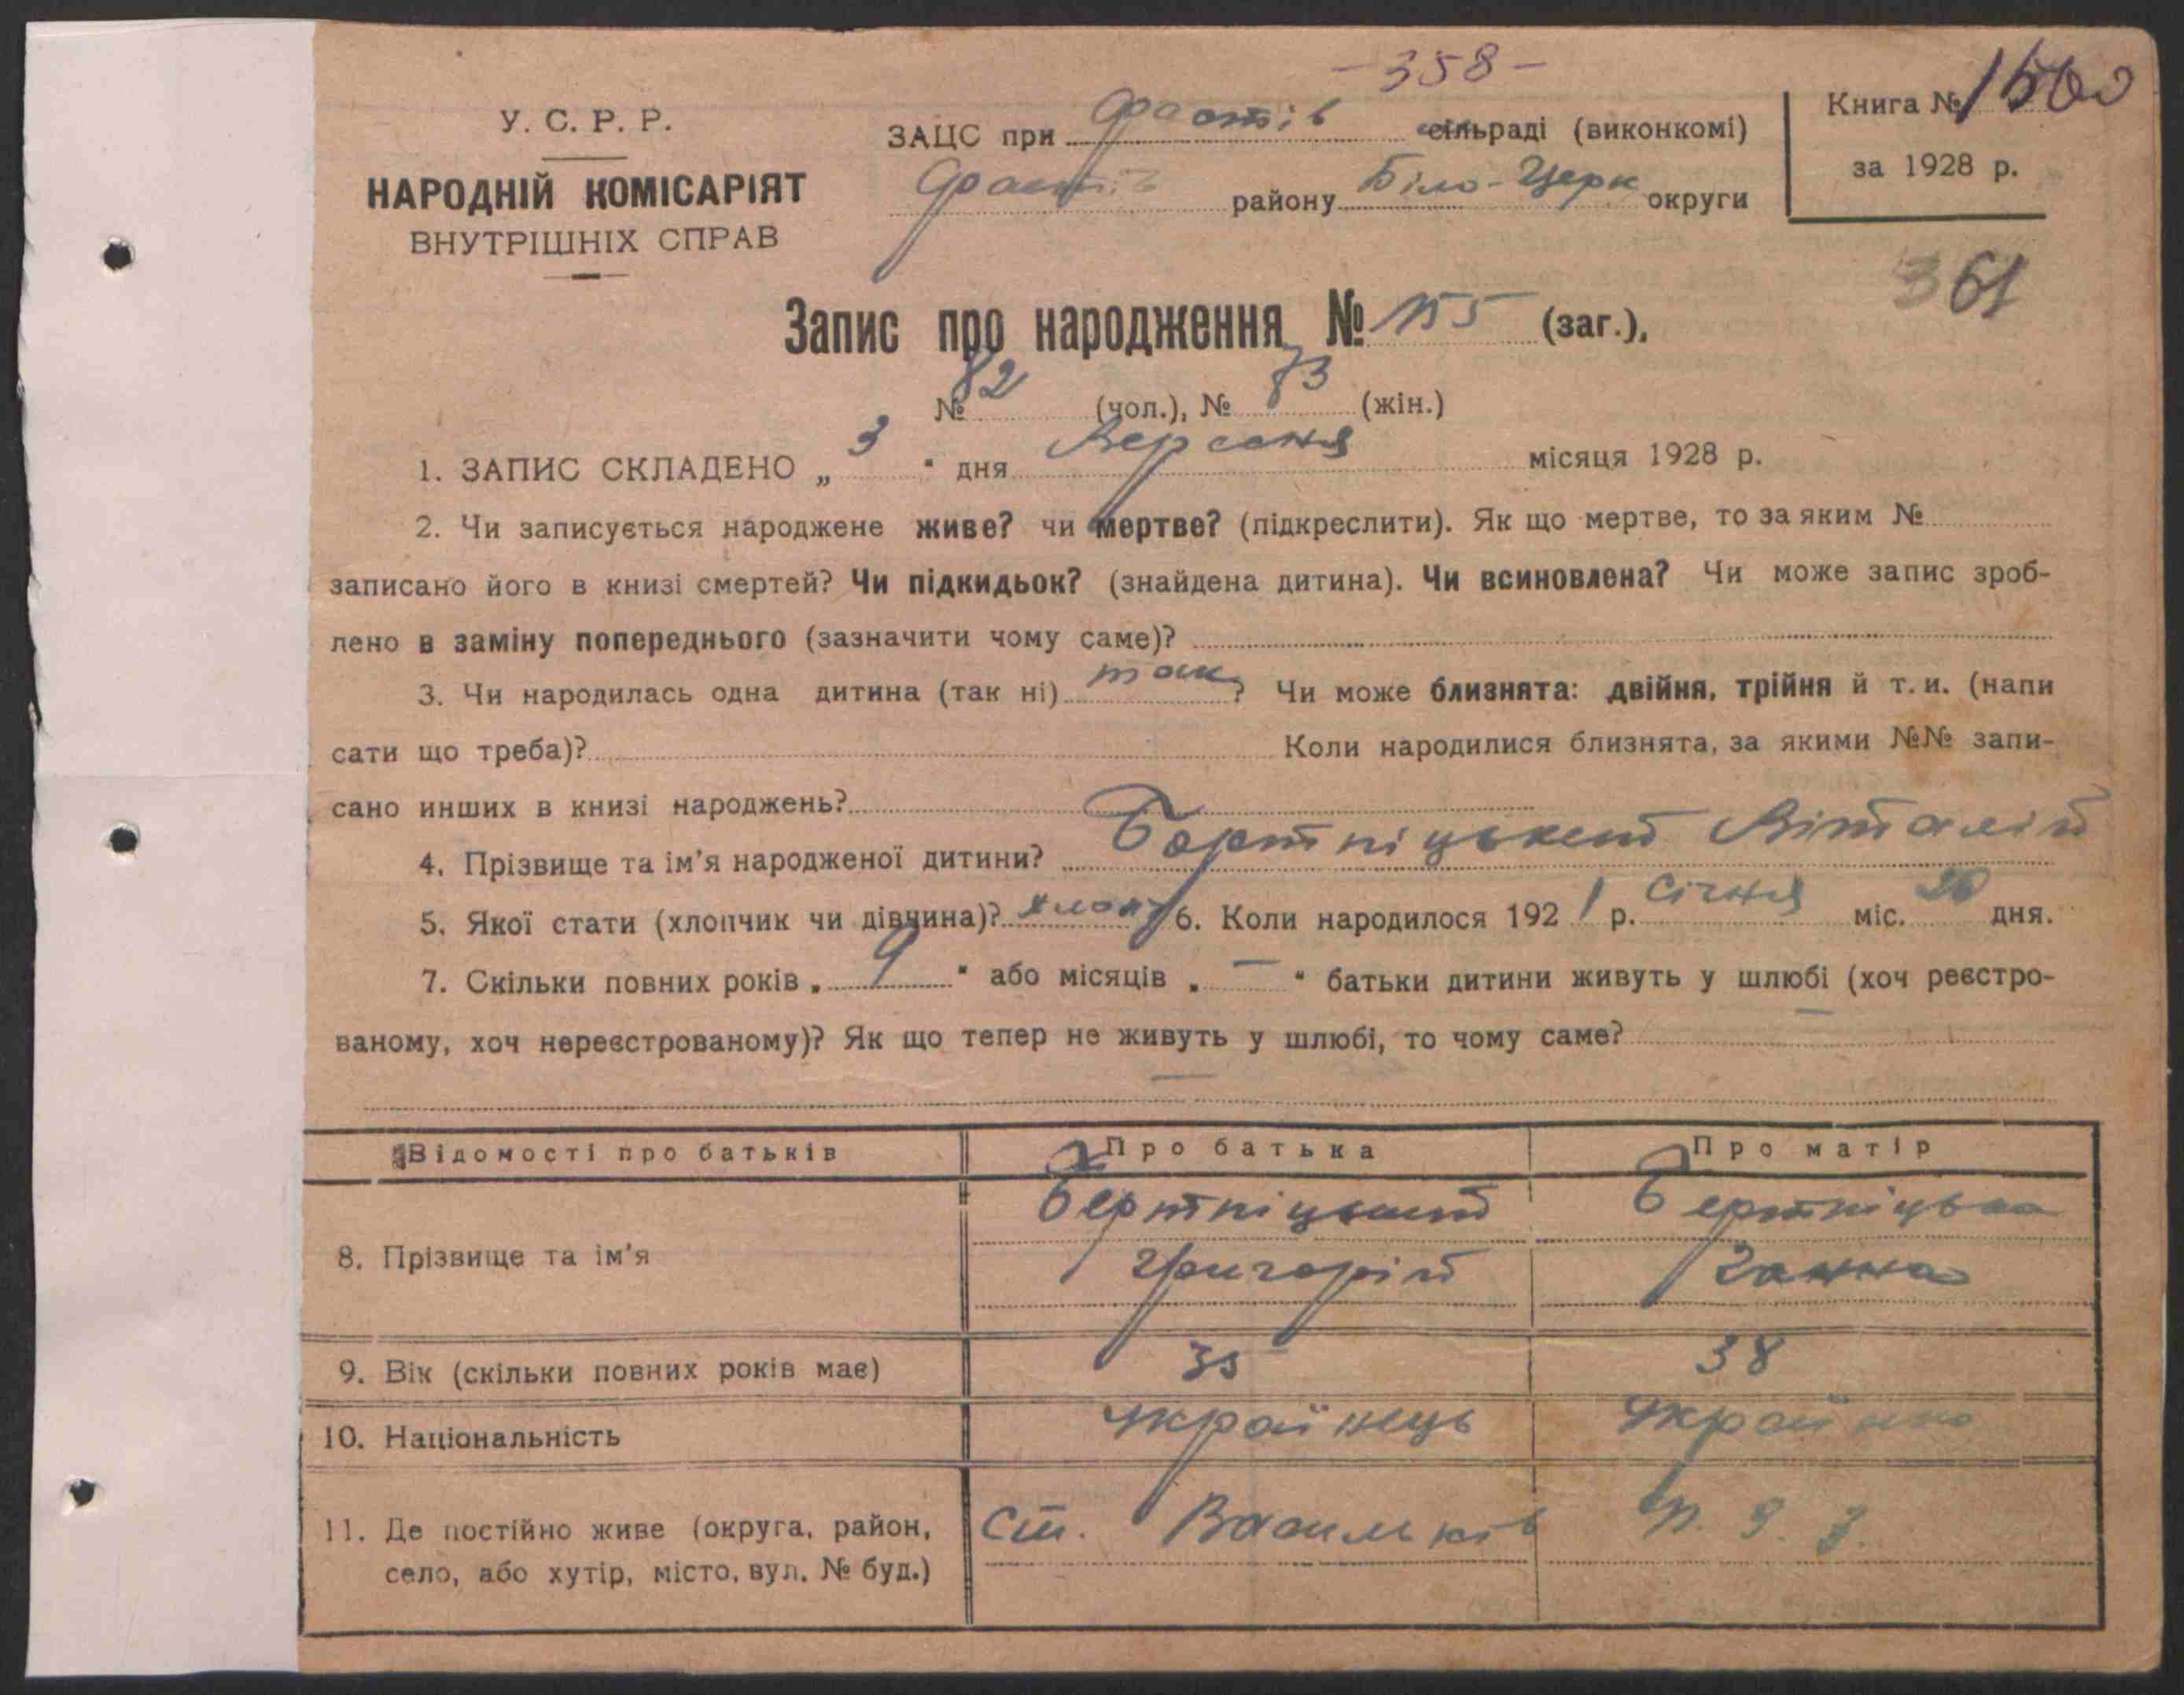 - 358 -
У. С. Р. Р.
НАРОДНІЙ КОМІСАРІЯТ
ВНУТРІШНІХ СПРАВ
ЗАЦС при Фастів сільраді (виконкомі)
Фастів району Біло-Церк округи
Книга №
за 1928 р.
361
Запис про народження № 155 (заг.),
№ 82 (чол.), № 73 (жін.)
1. ЗАПИС СКЛАДЕНО „ 3 " дня Вересня місяця 1928 р.
2. Чи записується народжене живе? чи мертве? (підкреслити). Як що мертве, то за яким №
записано його в книзі смертей? Чи підкидьок? (знайдена дитина). Чи всиновлена? Чи може запис зроб-
лено в заміну попереднього (зазначити чому саме)?
3. Чи народилась одна дитина (так ні) так ? Чи може близнята: двійня, трійня й т. и. (напи
сати що треба)? Коли народилися близнята, за якими №№ запи-
сано инших в книзі народжень?
4. Прізвище та ім'я народженої дитини? Бортніцький Віталій
5. Якої стати (хлопчик чи дівчина)? хлопч 6. Коли народилося 192 1 р. Січня міс. 20 дня.
7. Скільки повних років „ 9 " або місяців „ — " батьки дитини живуть у шлюбі (хоч реєстро-
ваному, хоч нереєстрованому)? Як що тепер не живуть у шлюбі, то чому саме? —
—
Відомості про батьків Про батька Про матір
8. Прізвище та ім'я Бертніцький Бертніцька
Григорій Ганна
9. Вік (скільки повних років має) 35 38
10. Національність Українець Українка
11. Де постійно живе (округа, район, ст. Васильків
село, або хутір, місто, вул. № буд.)